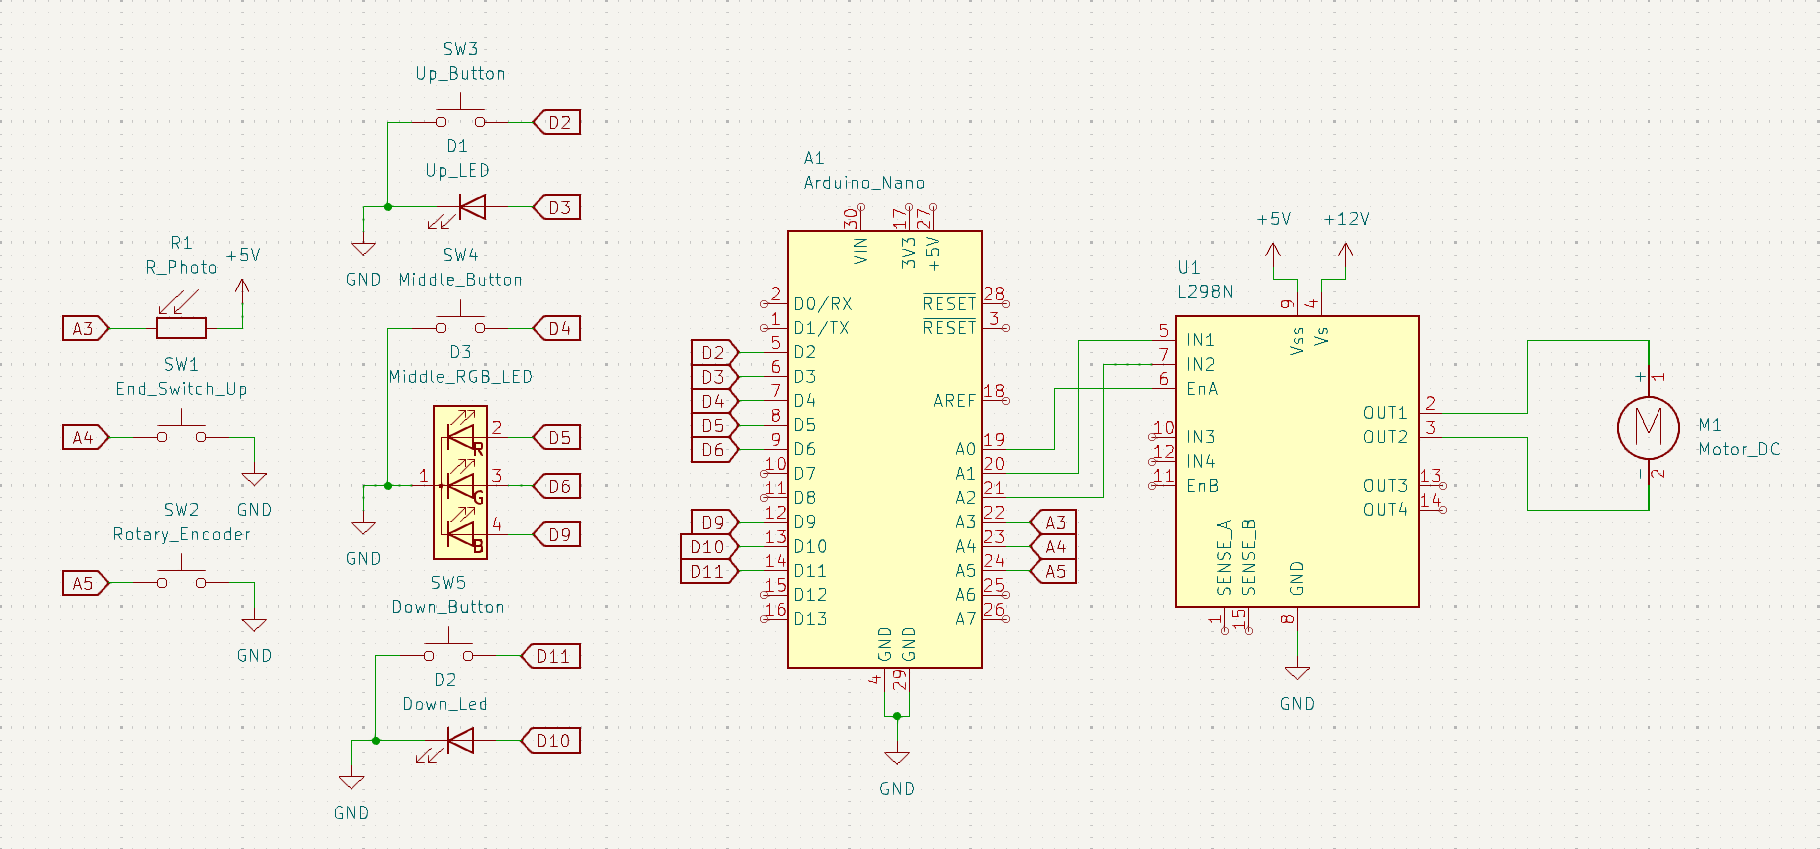 R1
R_Photo
+5V
A3
SW1
End_Switch_Up
A4
GND
SW2
Rotary_Encoder
A5
GND
SW3
Up_Button
D2
D1
Up_LED
D3
GND
SW4
Middle_Button
D4
D3
Middle_RGB_LED
2
R
D5
1
3
G
D6
4
B
D9
GND
SW5
Down_Button
D11
D2
Down_Led
D10
GND
A1
Arduino_Nano
30 17 27
VIN 3V3 +5V
2 D0/RX RESET 28
1 D1/TX RESET 3
D2 5 D2
D3 6 D3
D4 7 D4 AREF 18
D5 8 D5
D6 9 D6 A0 19
10 D7 A1 20
11 D8 A2 21
D9 12 D9 A3 22 A3
D10 13 D10 A4 23 A4
D11 14 D11 A5 24 A5
15 D12 A6 25
16 D13 A7 26
GND GND
4 29
GND
+5V +12V
U1
L298N
9 4
Vss Vs
5 IN1
7 IN2
6 EnA
OUT1 2
10 IN3 OUT2 3
12 IN4
11 EnB OUT3 13
OUT4 14
SENSE_A SENSE_B GND
1 15 8
GND
+ 1
M
M1
Motor_DC
- 2